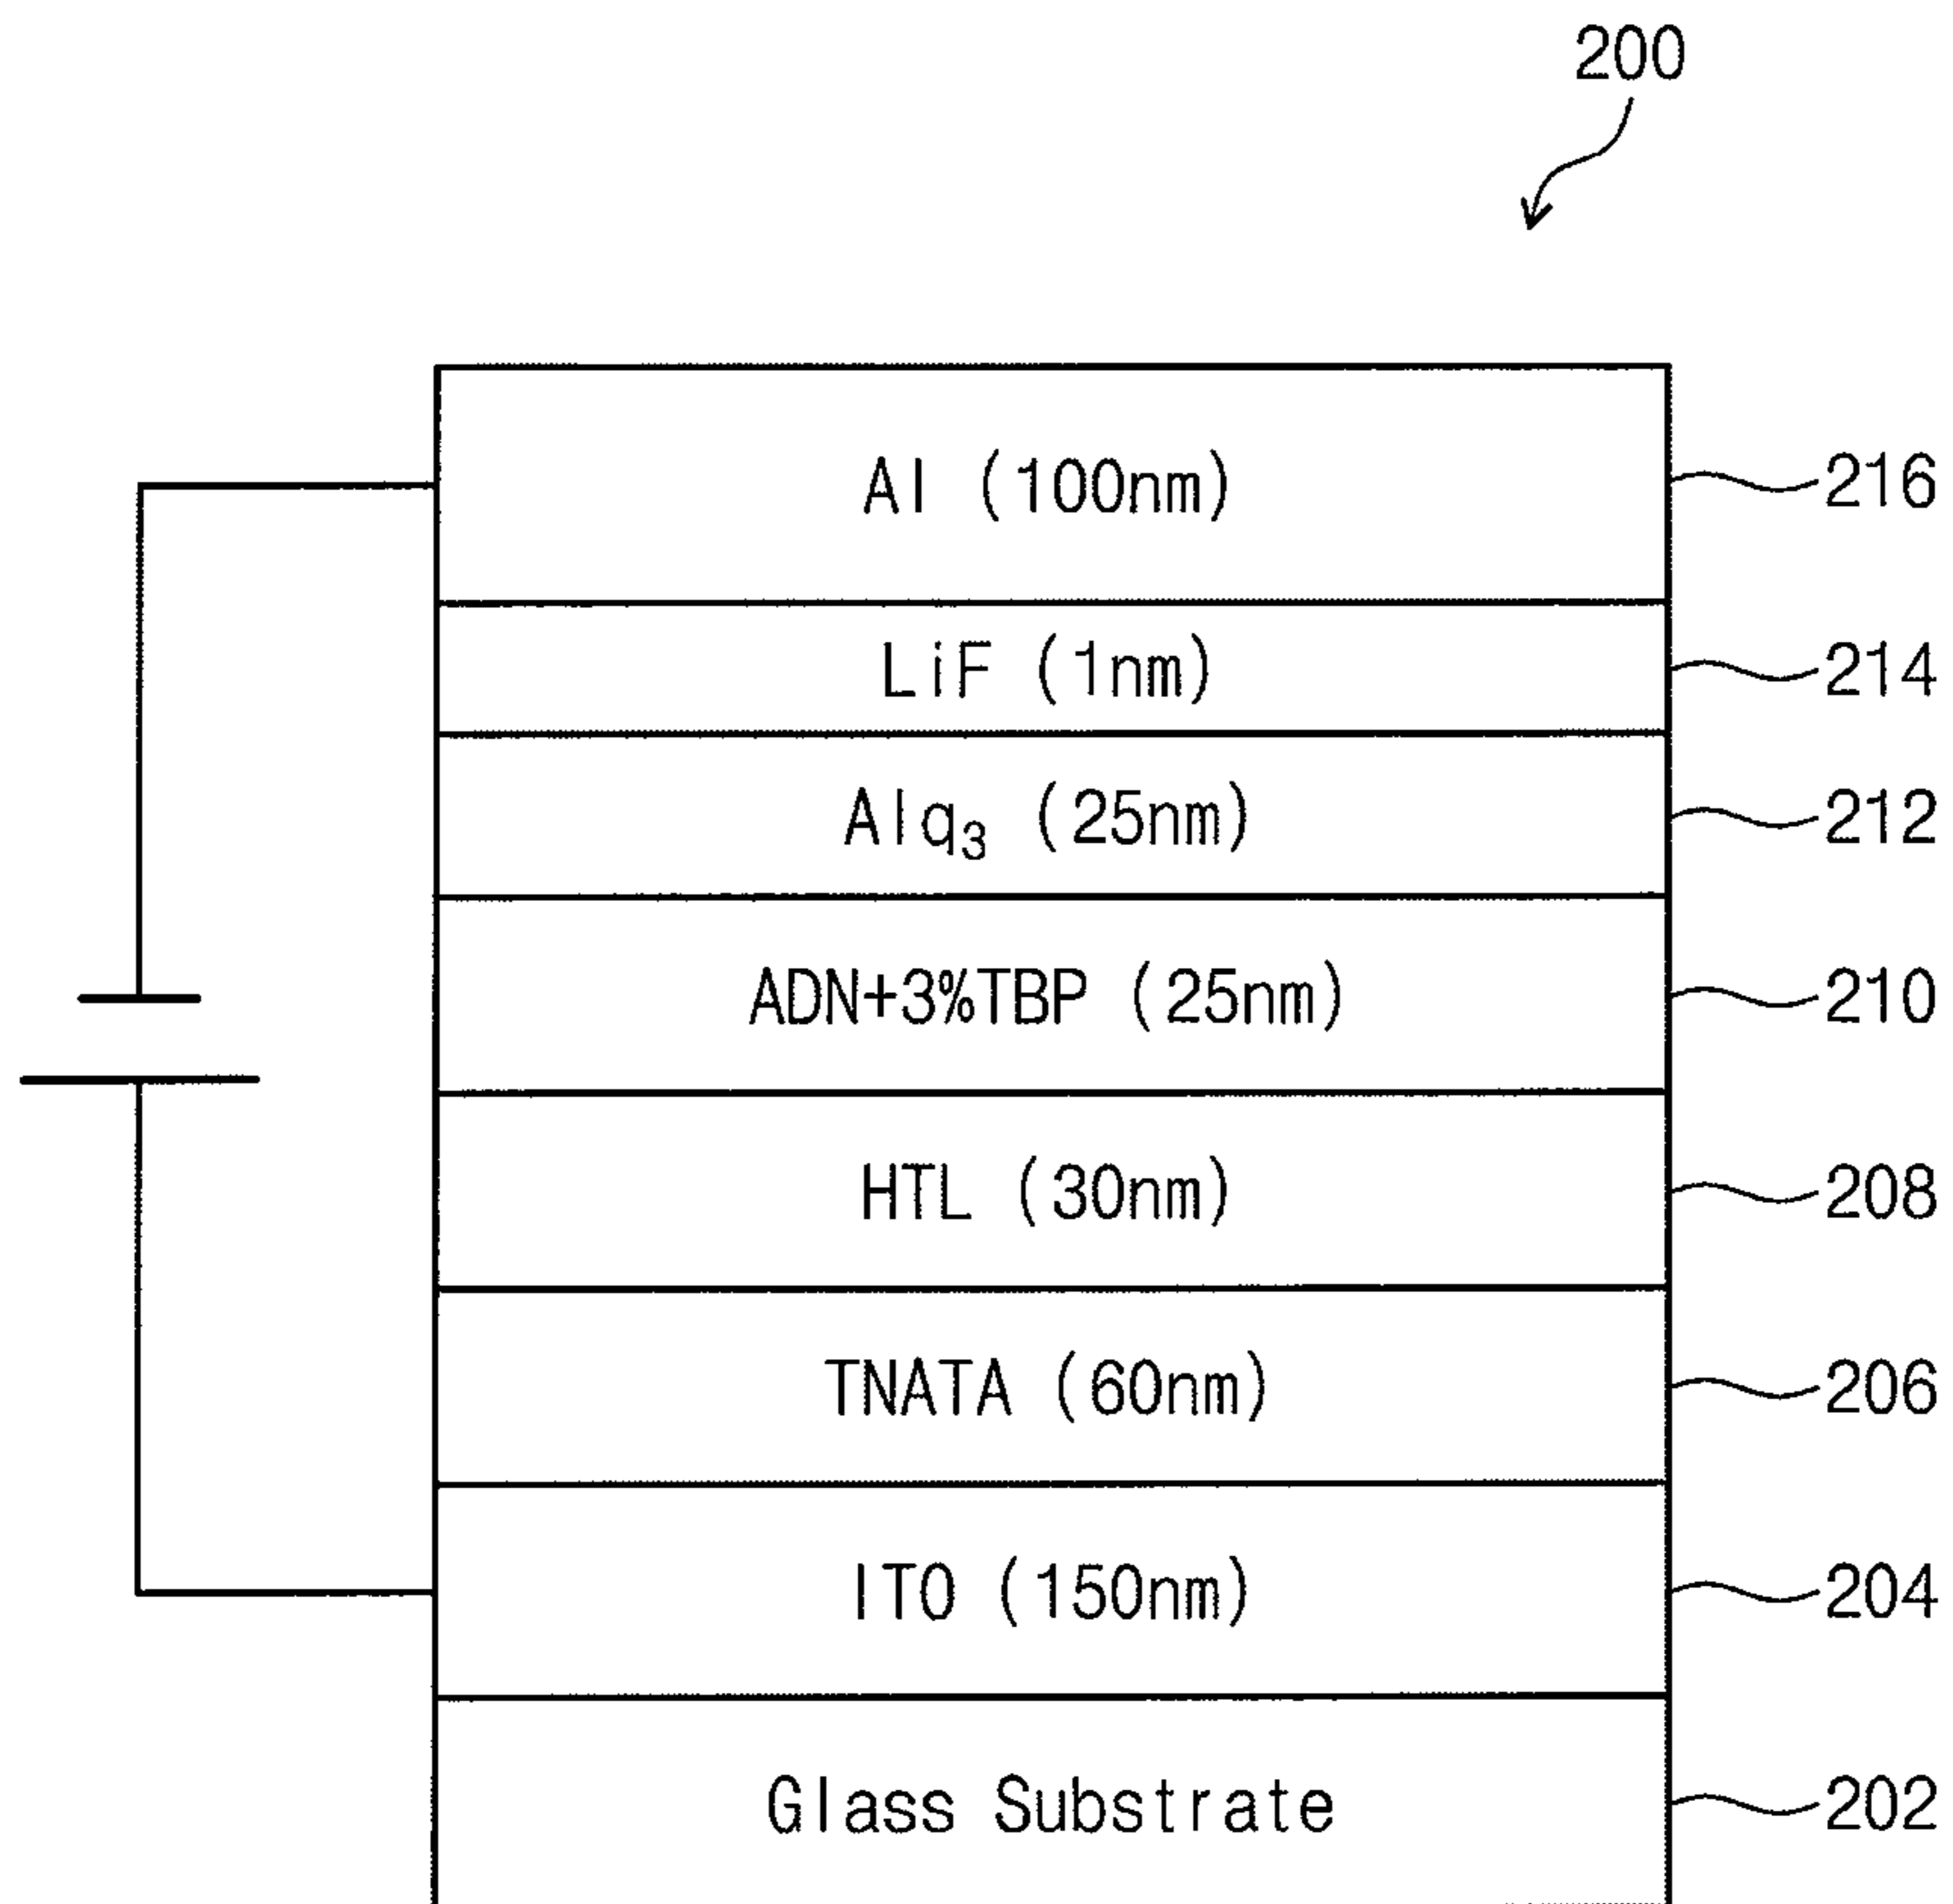 200
Al (100nm) 216
LiF (1nm) 214
Alq₃ (25nm) 212
ADN+3%TBP (25nm) 210
HTL (30nm) 208
TNATA (60nm) 206
ITO (150nm) 204
Glass Substrate 202